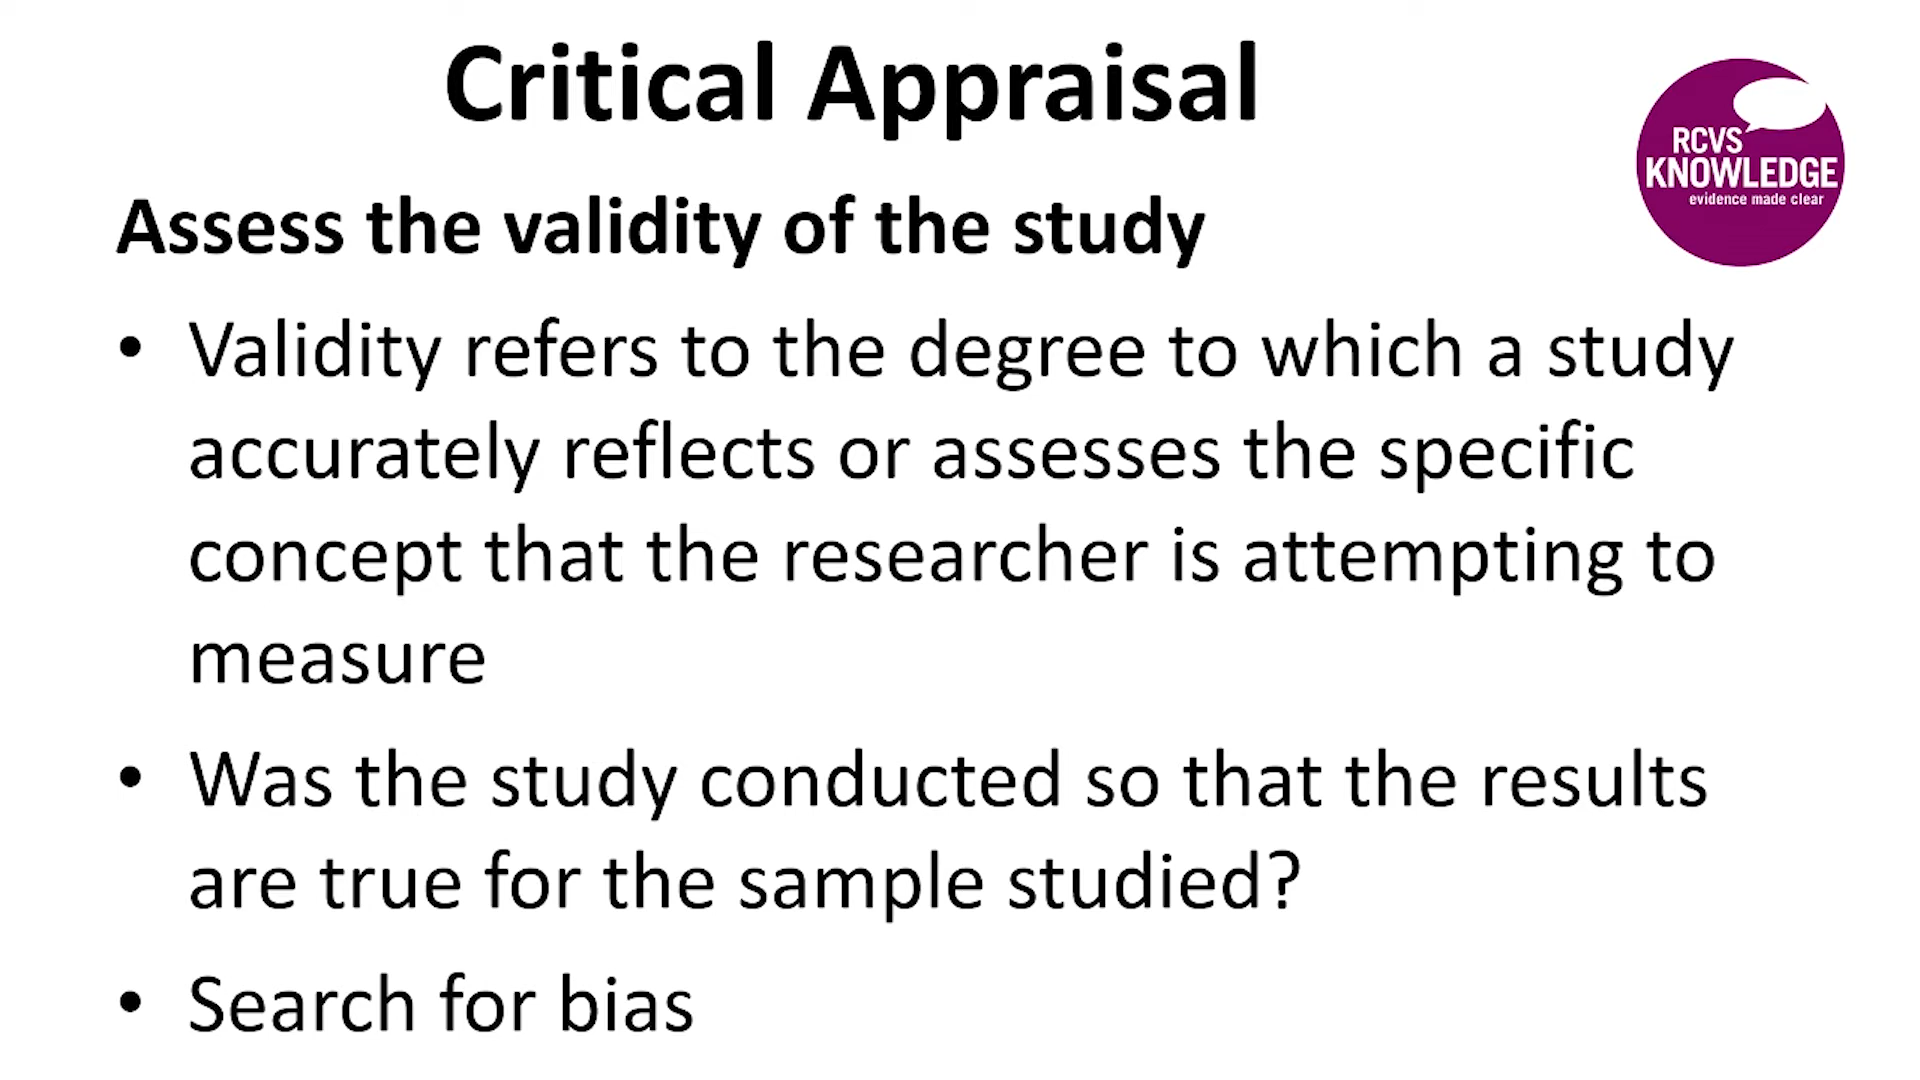 Critical Appraisal
RCVS
KNOWLEDGE
evidence made clear
Assess the validity of the study
• Validity refers to the degree to which a study
accurately reflects or assesses the specific
concept that the researcher is attempting to
measure
• Was the study conducted so that the results
are true for the sample studied?
• Search for bias